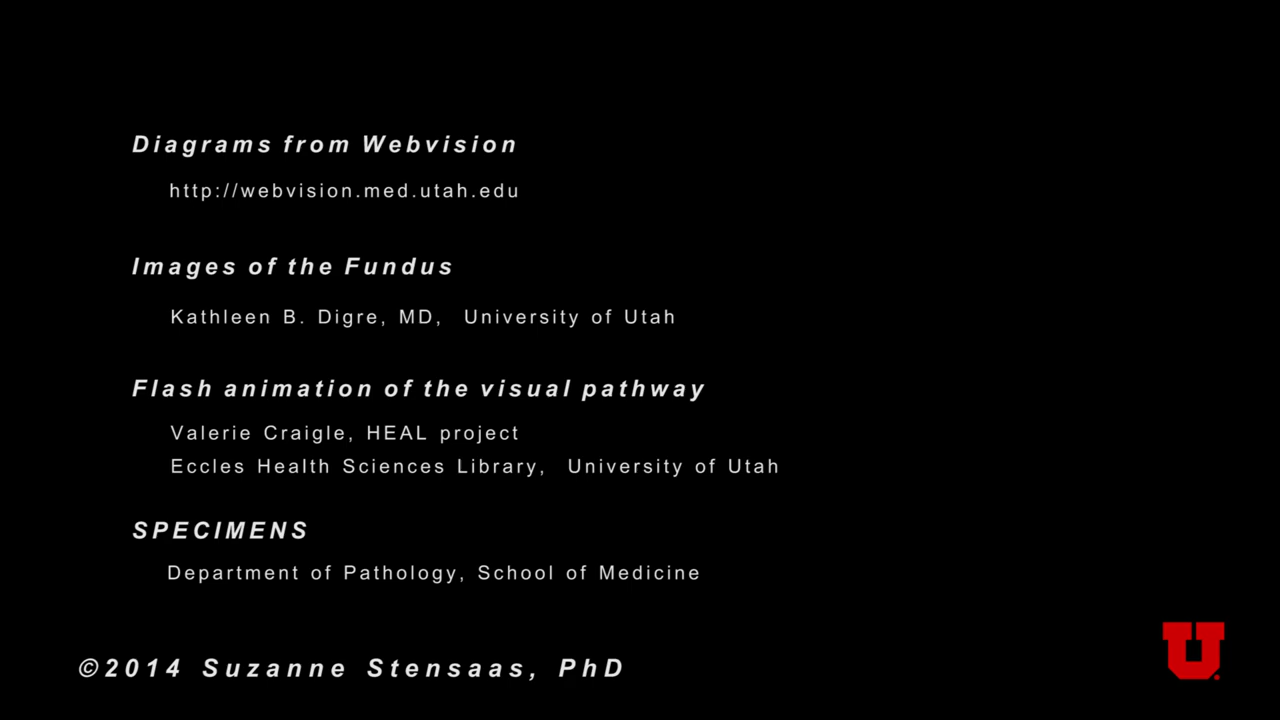 Diagrams from Webvision
http://webvision.med.utah.edu
Images of the Fundus
Kathleen B. Digre, MD, University of Utah
Flash animation of the visual pathway
Valerie Craigle, HEAL project
Eccles Health Sciences Library, University of Utah
SPECIMENS
Department of Pathology, School of Medicine
©2014 Suzanne Stensaas, PhD
U